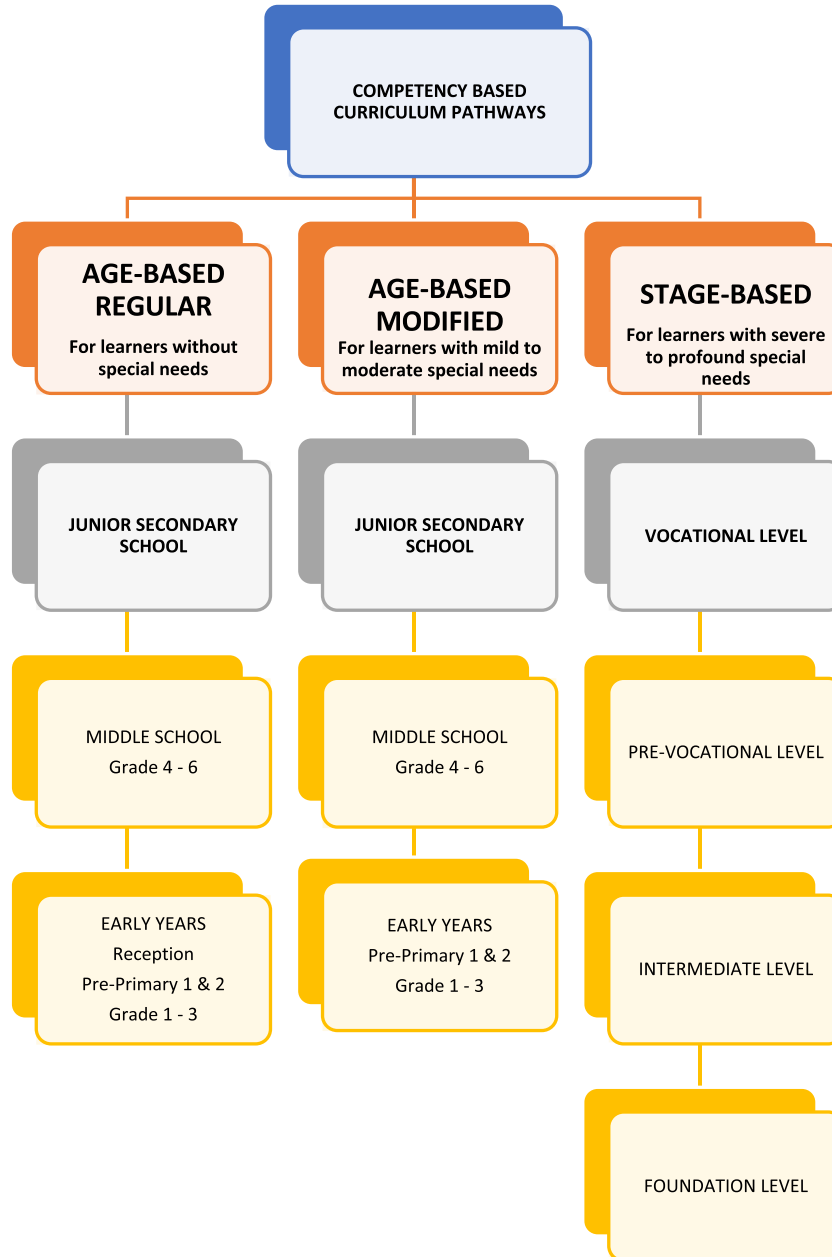 COMPETENCY BASED
CURRICULUM PATHWAYS
AGE-BASED
REGULAR
For learners without
special needs
AGE-BASED
MODIFIED
For learners with mild to
moderate special needs
STAGE-BASED
For learners with severe
to profound special
needs
JUNIOR SECONDARY
SCHOOL
JUNIOR SECONDARY
SCHOOL
VOCATIONAL LEVEL
MIDDLE SCHOOL
Grade 4 - 6
MIDDLE SCHOOL
Grade 4 - 6
PRE-VOCATIONAL LEVEL
EARLY YEARS
Reception
Pre-Primary 1 & 2
Grade 1 - 3
EARLY YEARS
Pre-Primary 1 & 2
Grade 1 - 3
INTERMEDIATE LEVEL
FOUNDATION LEVEL